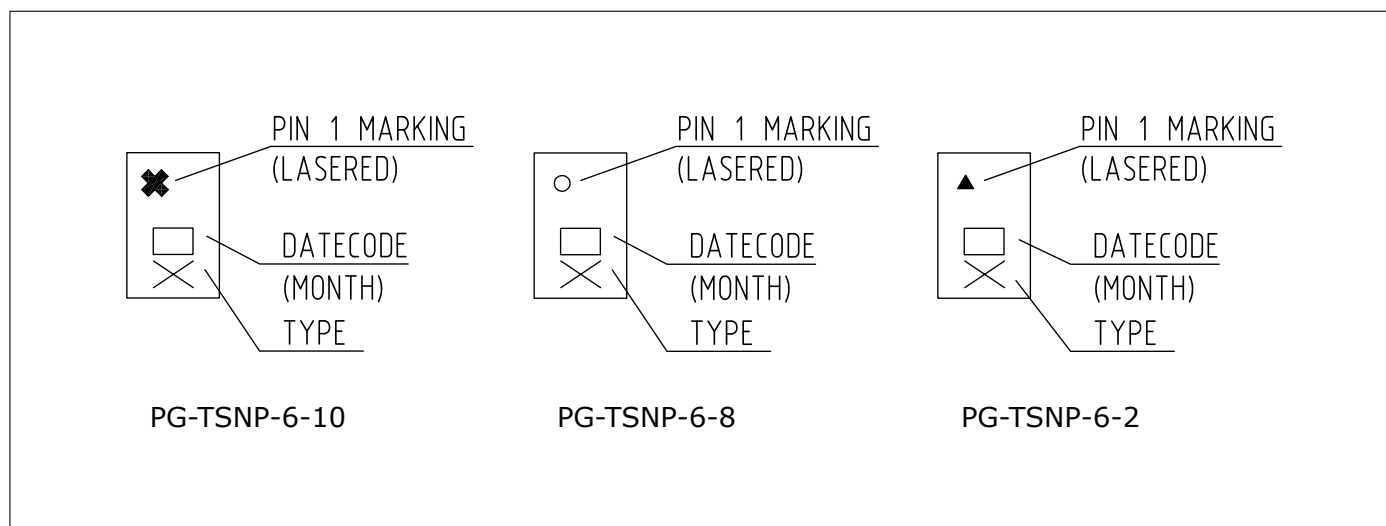 PIN 1 MARKING
(LASERED)
DATECODE
(MONTH)
TYPE
PG-TSNP-6-10
PIN 1 MARKING
(LASERED)
DATECODE
(MONTH)
TYPE
PG-TSNP-6-8
PIN 1 MARKING
(LASERED)
DATECODE
(MONTH)
TYPE
PG-TSNP-6-2